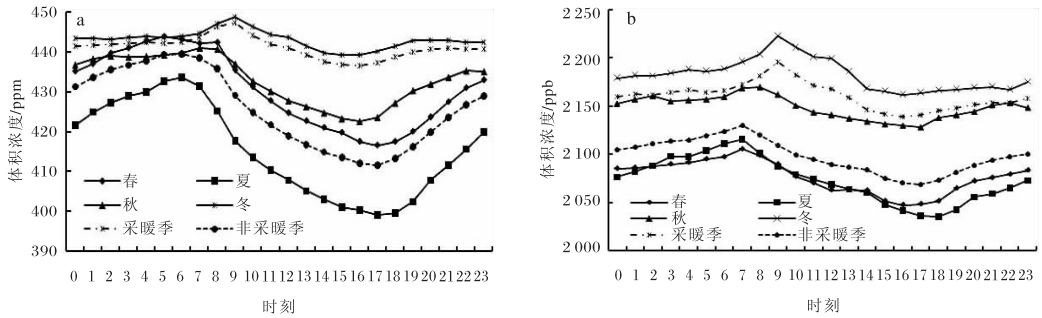 a
体积浓度/ppm
450
440
430
420
410
400
390
春
夏
秋
冬
采暖季
非采暖季
0 1 2 3 4 5 6 7 8 9 10 11 12 13 14 15 16 17 18 19 20 21 22 23
时刻
b
体积浓度/ppb
2 250
2 200
2 150
2 100
2 050
2 000
春
夏
秋
冬
采暖季
非采暖季
0 1 2 3 4 5 6 7 8 9 10 11 12 13 14 15 16 17 18 19 20 21 22 23
时刻